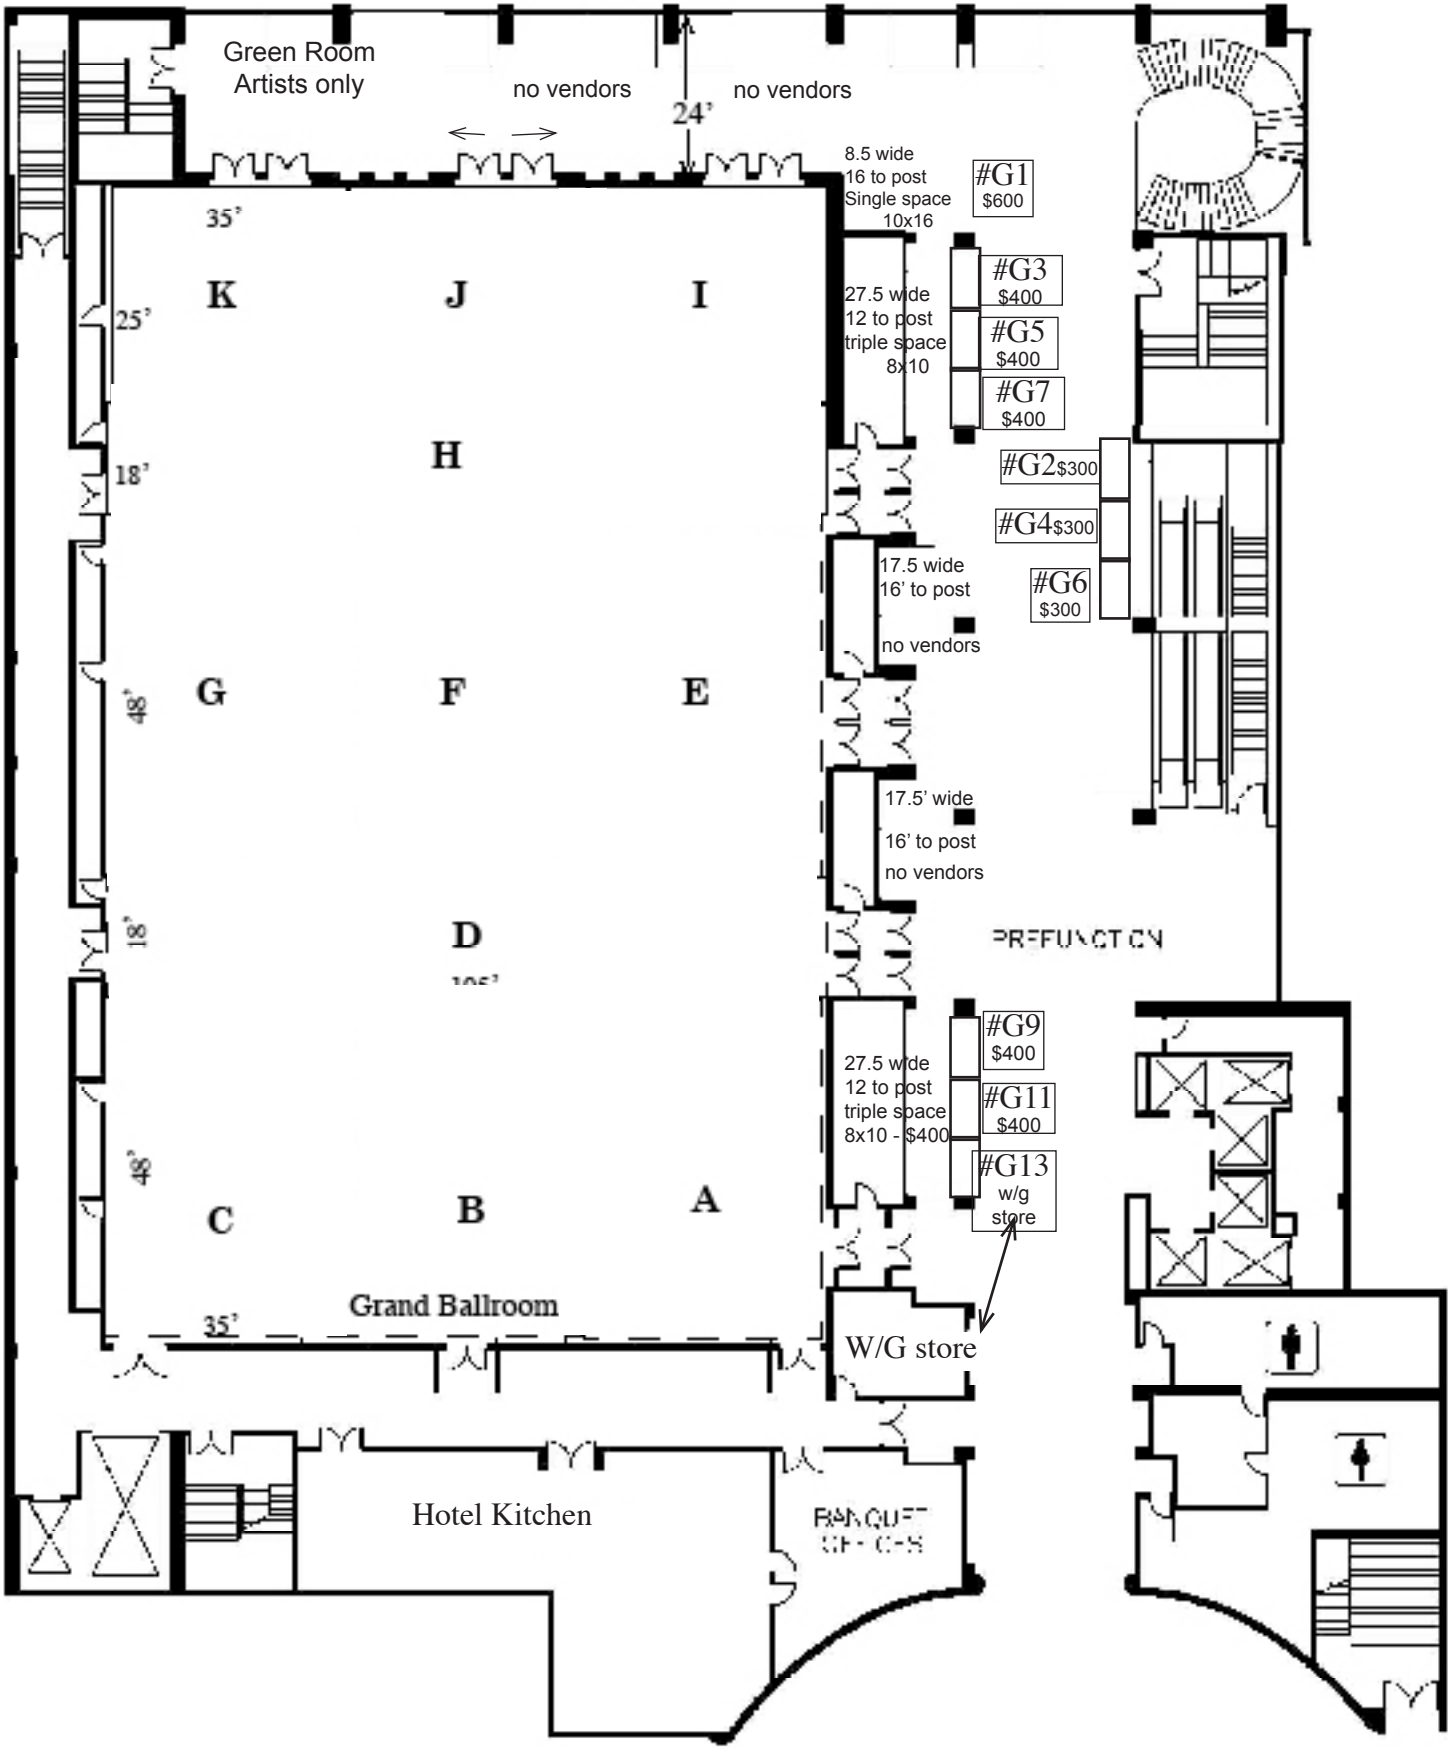 Green Room
Artists only
no vendors
no vendors
24’
8.5 wide
16 to post
Single space
10x16
#G1
$600
35’
K
J
I
25’
27.5 wide
12 to post
triple space
8x10
#G3
$400
#G5
$400
#G7
$400
H
18’
#G2$300
#G4$300
#G6
$300
17.5 wide
16’ to post
no vendors
G
F
E
48’
17.5’ wide
16’ to post
no vendors
D
18’
105’
PREFUNCTION
27.5 wide
12 to post
triple space
8x10 - $400
#G9
$400
#G11
$400
#G13
w/g
store
48’
C
B
A
Grand Ballroom
35’
W/G store
Hotel Kitchen
BANQUET
OFFICES